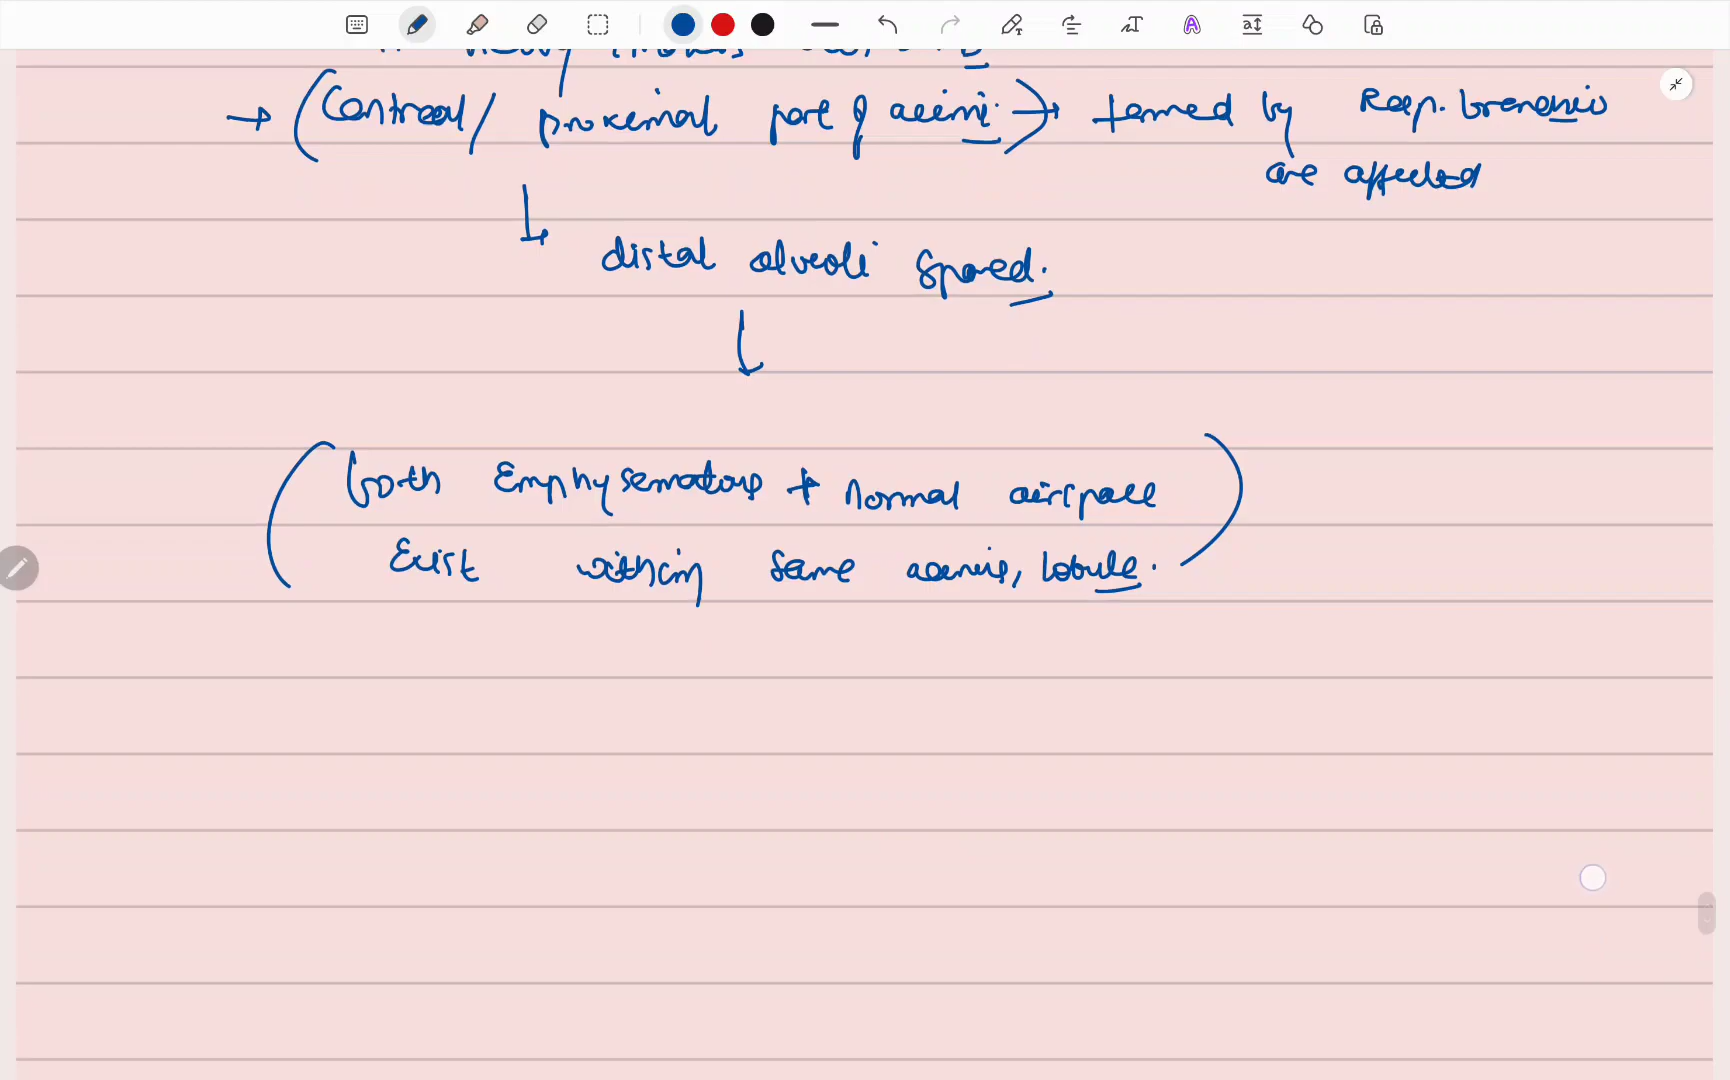 → (Central/ proximal part of acini.) → formed by Resp. bronchio
are affected
↓ distal alveoli spared.
↓
(both Emphysematous + Normal airspace
Exist within same acinus, lobule.)